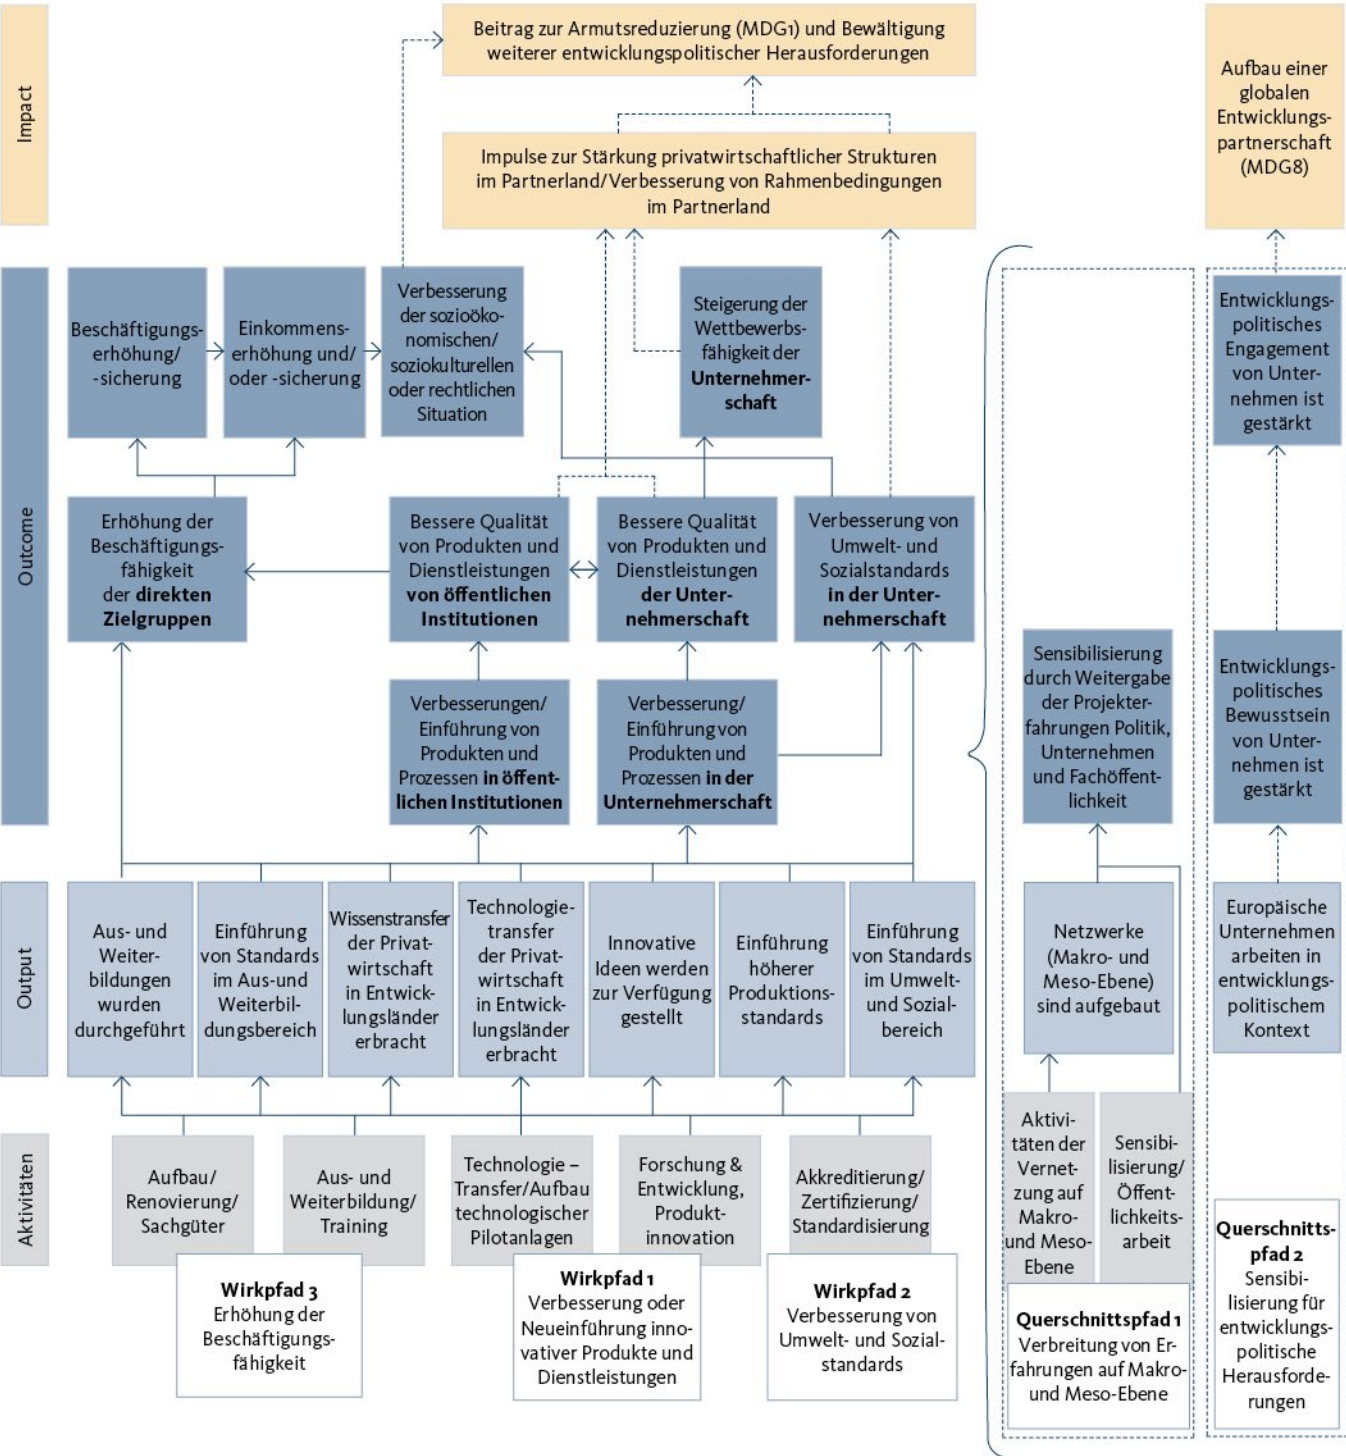 Impact
Beitrag zur Armutsreduzierung (MDG1) und Bewältigung
weiterer entwicklungspolitischer Herausforderungen
Impulse zur Stärkung privatwirtschaftlicher Strukturen
im Partnerland/Verbesserung von Rahmenbedingungen
im Partnerland
Aufbau einer
globalen
Entwicklungs-
partnerschaft
(MDG8)
Outcome
Beschäftigungs-
erhöhung/
-sicherung
Einkommens-
erhöhung und/
oder -sicherung
Verbesserung
der sozioöko-
nomischen/
soziokulturellen
oder rechtlichen
Situation
Steigerung der
Wettbewerbs-
fähigkeit der
Unternehmer-
schaft
Entwicklungs-
politisches
Engagement
von Unter-
nehmen ist
gestärkt
Erhöhung der
Beschäftigungs-
fähigkeit
der direkten
Zielgruppen
Bessere Qualität
von Produkten und
Dienstleistungen
von öffentlichen
Institutionen
Bessere Qualität
von Produkten und
Dienstleistungen
der Unter-
nehmerschaft
Verbesserung von
Umwelt- und
Sozialstandards
in der Unter-
nehmerschaft
Verbesserungen/
Einführung von
Produkten und
Prozessen in öffent-
lichen Institutionen
Verbesserung/
Einführung von
Produkten und
Prozessen in der
Unternehmerschaft
Sensibilisierung
durch Weitergabe
der Projekter-
fahrungen Politik,
Unternehmen
und Fachöffent-
lichkeit
Entwicklungs-
politisches
Bewusstsein
von Unter-
nehmen ist
gestärkt
Output
Aus- und
Weiter-
bildungen
wurden
durchgeführt
Einführung
von Standards
im Aus-und
Weiterbil-
dungsbereich
Wissenstransfer
der Privat-
wirtschaft
in Entwick-
lungsländer
erbracht
Technologie-
transfer
der Privat-
wirtschaft
in Entwick-
lungsländer
erbracht
Innovative
Ideen werden
zur Verfügung
gestellt
Einführung
höherer
Produktions-
standards
Einführung
von Standards
im Umwelt-
und Sozial-
bereich
Netzwerke
(Makro- und
Meso-Ebene)
sind aufgebaut
Europäische
Unternehmen
arbeiten in
entwicklungs-
politischem
Kontext
Aktivitäten
Aufbau/
Renovierung/
Sachgüter
Aus- und
Weiterbildung/
Training
Technologie –
Transfer/Aufbau
technologischer
Pilotanlagen
Forschung &
Entwicklung,
Produkt-
innovation
Akkreditierung/
Zertifizierung/
Standardisierung
Aktivi-
täten der
Vernet-
zung auf
Makro-
und Meso-
Ebene
Sensibi-
lisierung/
Öffent-
lichkeits-
arbeit
Wirkpfad 3
Erhöhung der
Beschäftigungs-
fähigkeit
Wirkpfad 1
Verbesserung oder
Neueinführung inno-
vativer Produkte und
Dienstleistungen
Wirkpfad 2
Verbesserung von
Umwelt- und Sozial-
standards
Querschnittspfad 1
Verbreitung von Er-
fahrungen auf Makro-
und Meso-Ebene
Querschnitts-
pfad 2
Sensibi-
lisierung für
entwicklungs-
politische
Herausforde-
rungen